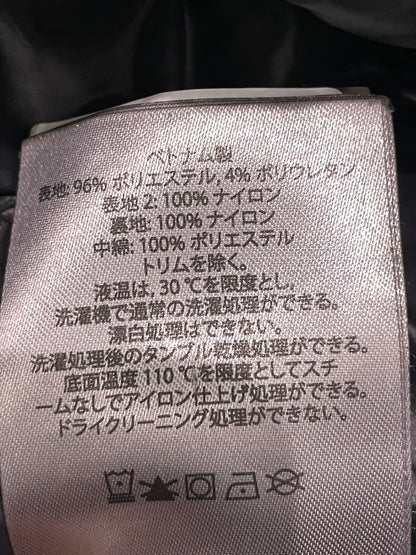 ベトナム製
表地: 96% ポリエステル, 4% ポリウレタン
表地 2: 100% ナイロン
裏地: 100% ナイロン
中綿: 100% ポリエステル
トリムを除く。
液温は, 30 ℃を限度とし,
洗濯機で通常の洗濯処理ができる。
漂白処理はできない。
洗濯処理後のタンブル乾燥処理ができる。
底面温度 110 ℃を限度としてスチ
ームなしでアイロン仕上げ処理ができる。
ドライクリーニング処理ができない。